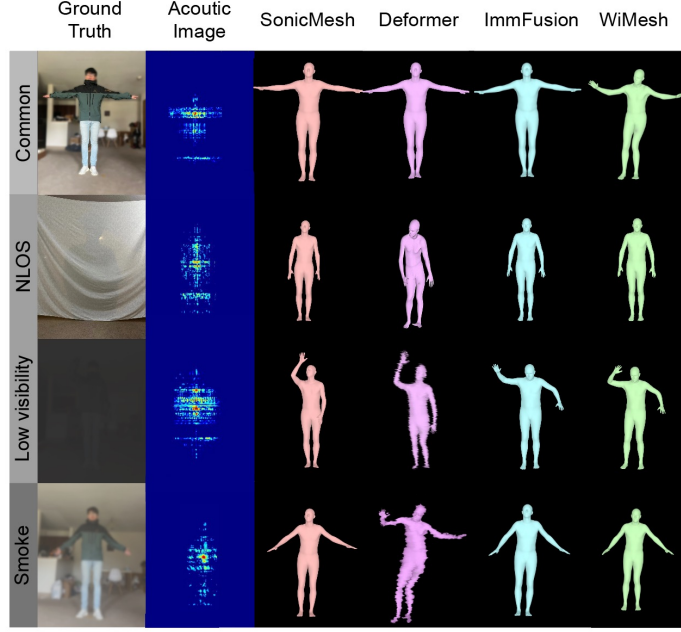 Ground
Truth
Acoutic
Image
SonicMesh
Deformer
ImmFusion
WiMesh
Common
NLOS
Low visibility
Smoke